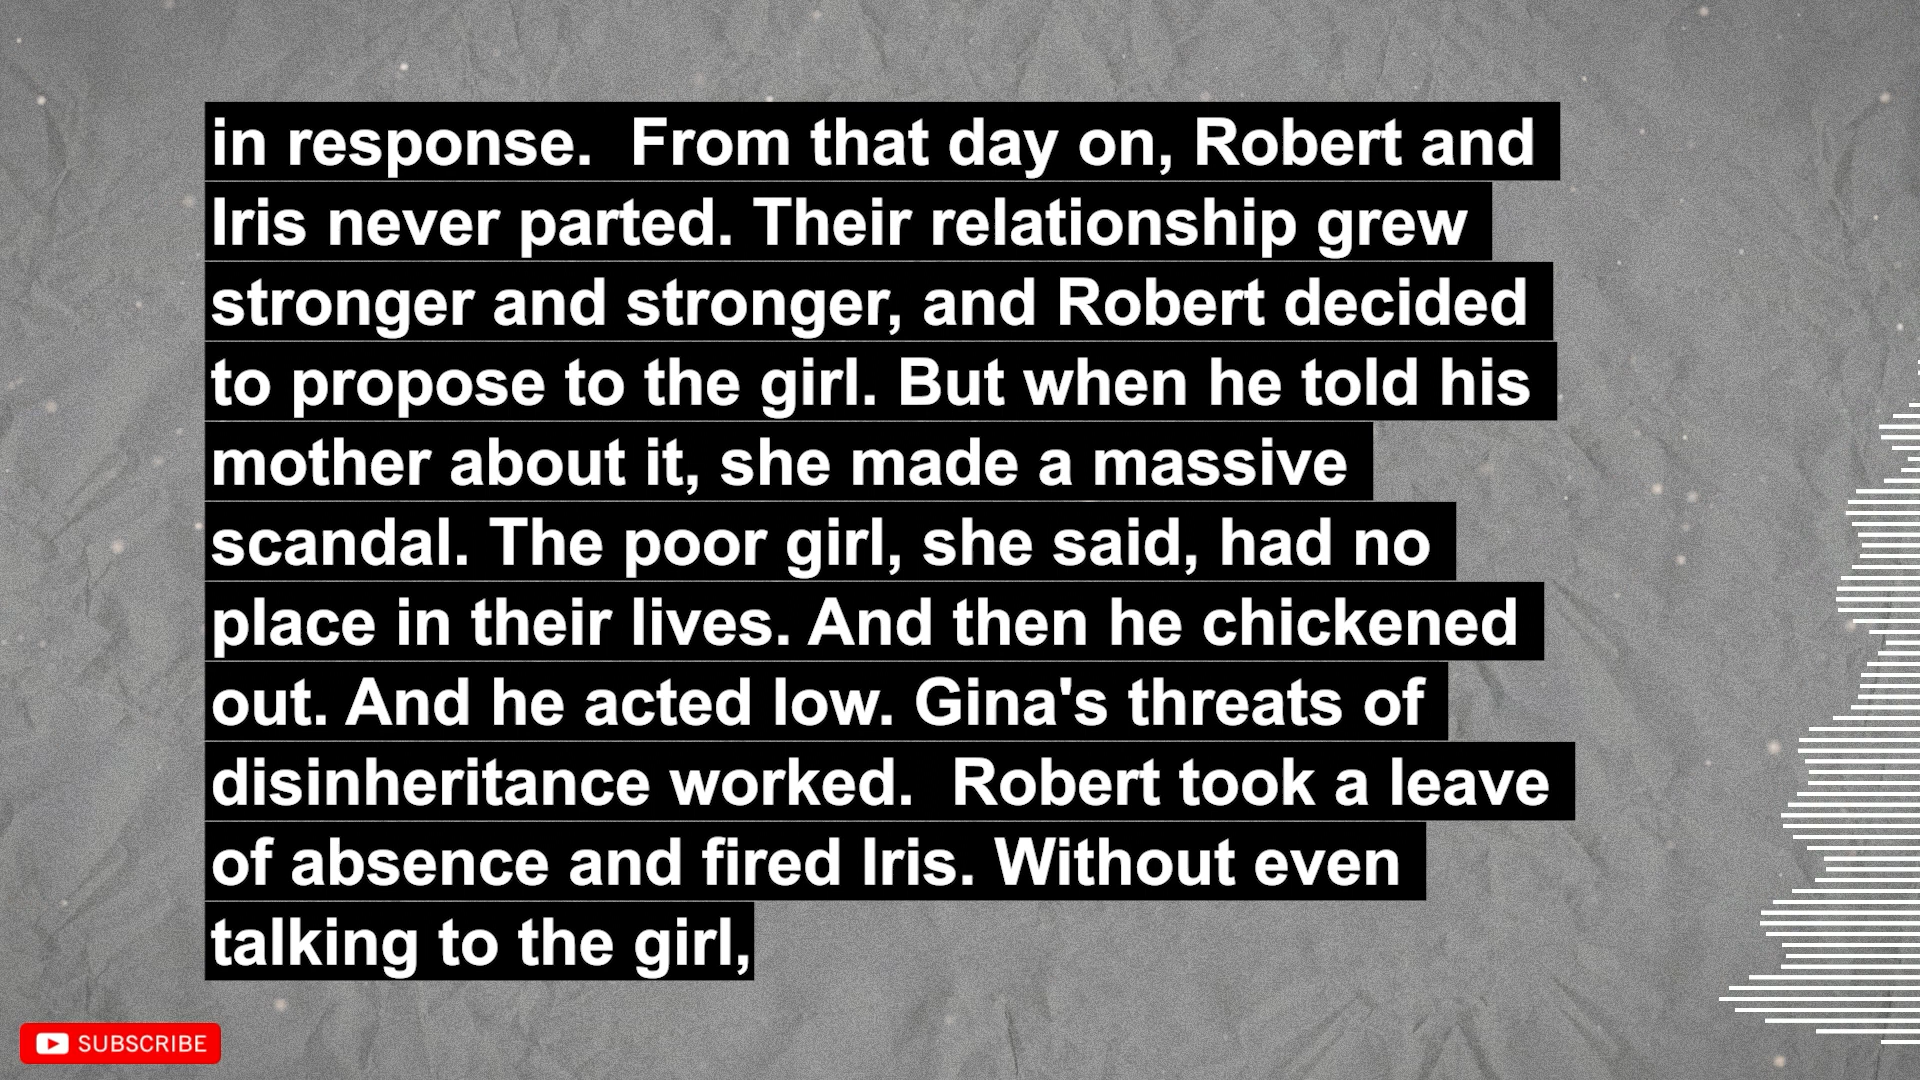 in response.  From that day on, Robert and
Iris never parted. Their relationship grew
stronger and stronger, and Robert decided
to propose to the girl. But when he told his
mother about it, she made a massive
scandal. The poor girl, she said, had no
place in their lives. And then he chickened
out. And he acted low. Gina's threats of
disinheritance worked.  Robert took a leave
of absence and fired Iris. Without even
talking to the girl,
SUBSCRIBE